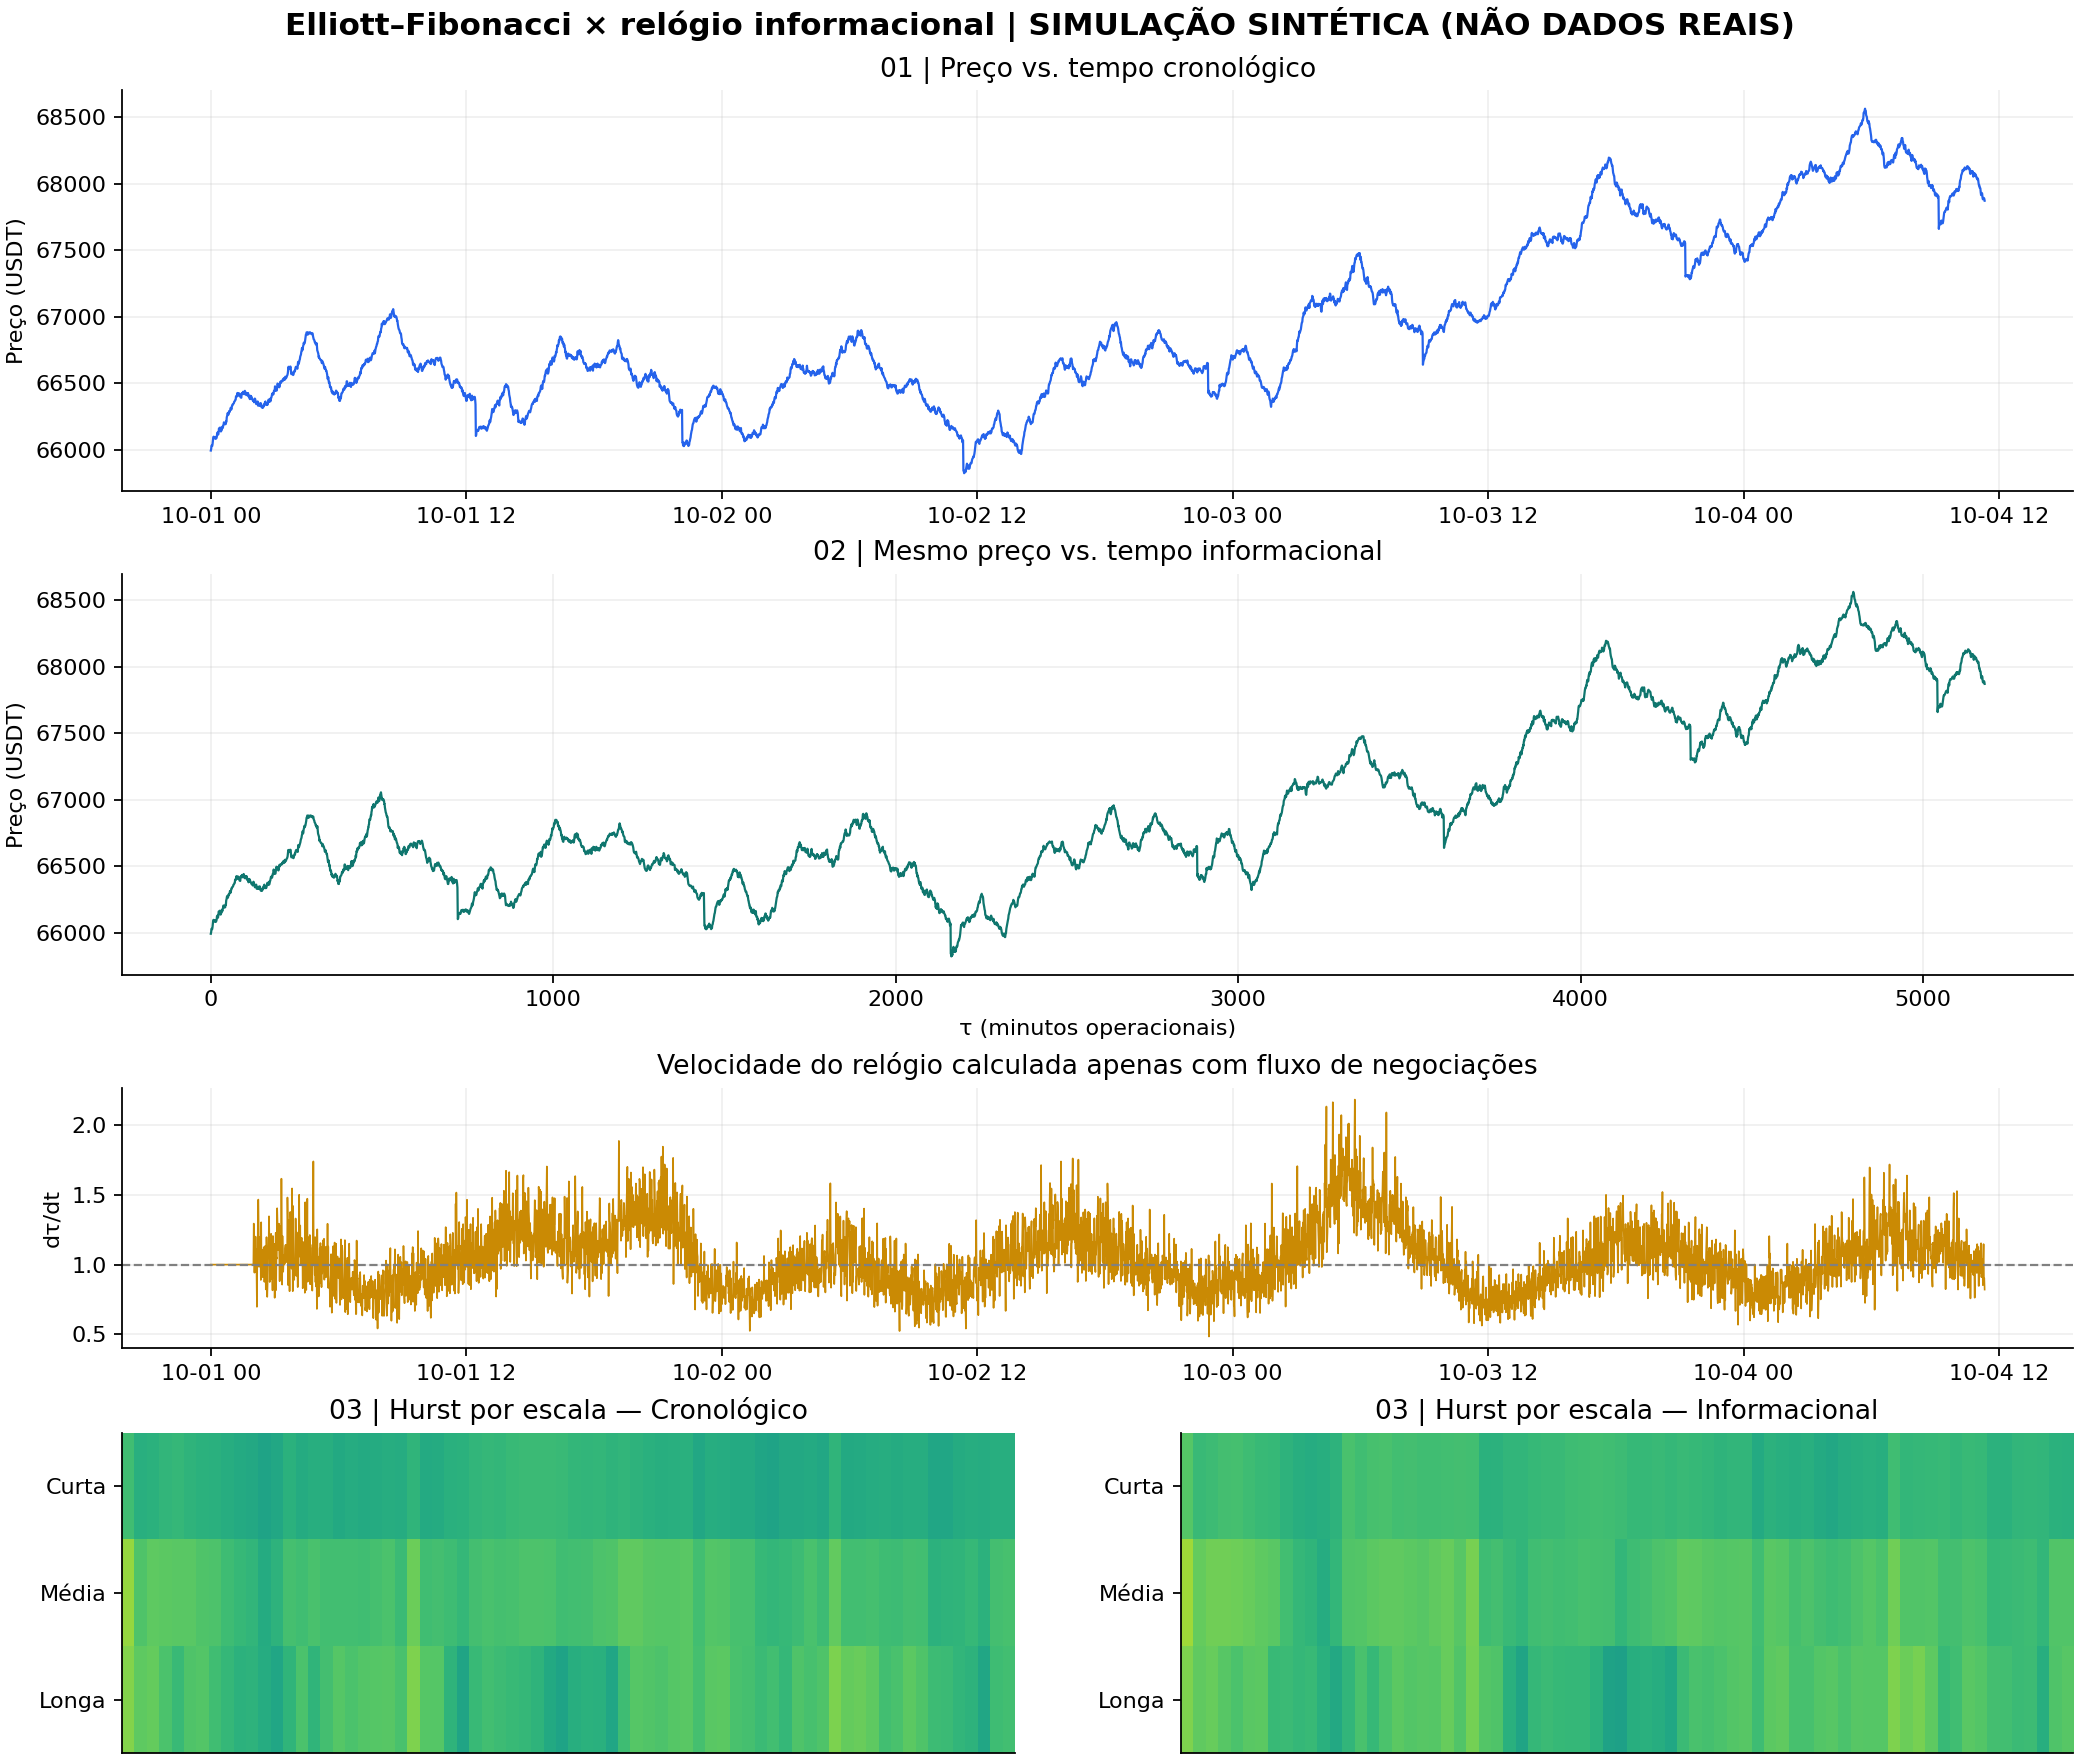 Elliott–Fibonacci × relógio informacional | SIMULAÇÃO SINTÉTICA (NÃO DADOS REAIS)
01 | Preço vs. tempo cronológico
Preço (USDT)
68500
68000
67500
67000
66500
66000
10-01 00
10-01 12
10-02 00
10-02 12
10-03 00
10-03 12
10-04 00
10-04 12
02 | Mesmo preço vs. tempo informacional
Preço (USDT)
68500
68000
67500
67000
66500
66000
0
1000
2000
3000
4000
5000
τ (minutos operacionais)
Velocidade do relógio calculada apenas com fluxo de negociações
dτ/dt
2.0
1.5
1.0
0.5
10-01 00
10-01 12
10-02 00
10-02 12
10-03 00
10-03 12
10-04 00
10-04 12
03 | Hurst por escala — Cronológico
Curta
Média
Longa
03 | Hurst por escala — Informacional
Curta
Média
Longa